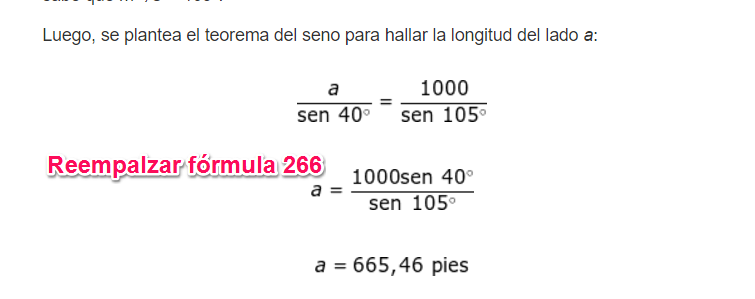 Luego, se plantea el teorema del seno para hallar la longitud del lado a:
a / sen 40° = 1000 / sen 105°
Reempalzar fórmula 266
a = 1000sen 40° / sen 105°
a = 665,46 pies